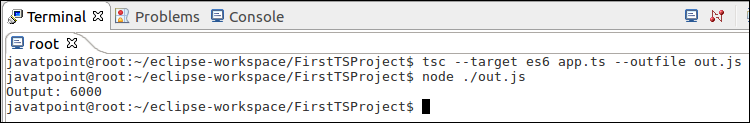 Terminal Problems Console
root
javatpoint@root:~/eclipse-workspace/FirstTSProject$ tsc --target es6 app.ts --outfile out.js
javatpoint@root:~/eclipse-workspace/FirstTSProject$ node ./out.js
Output: 6000
javatpoint@root:~/eclipse-workspace/FirstTSProject$